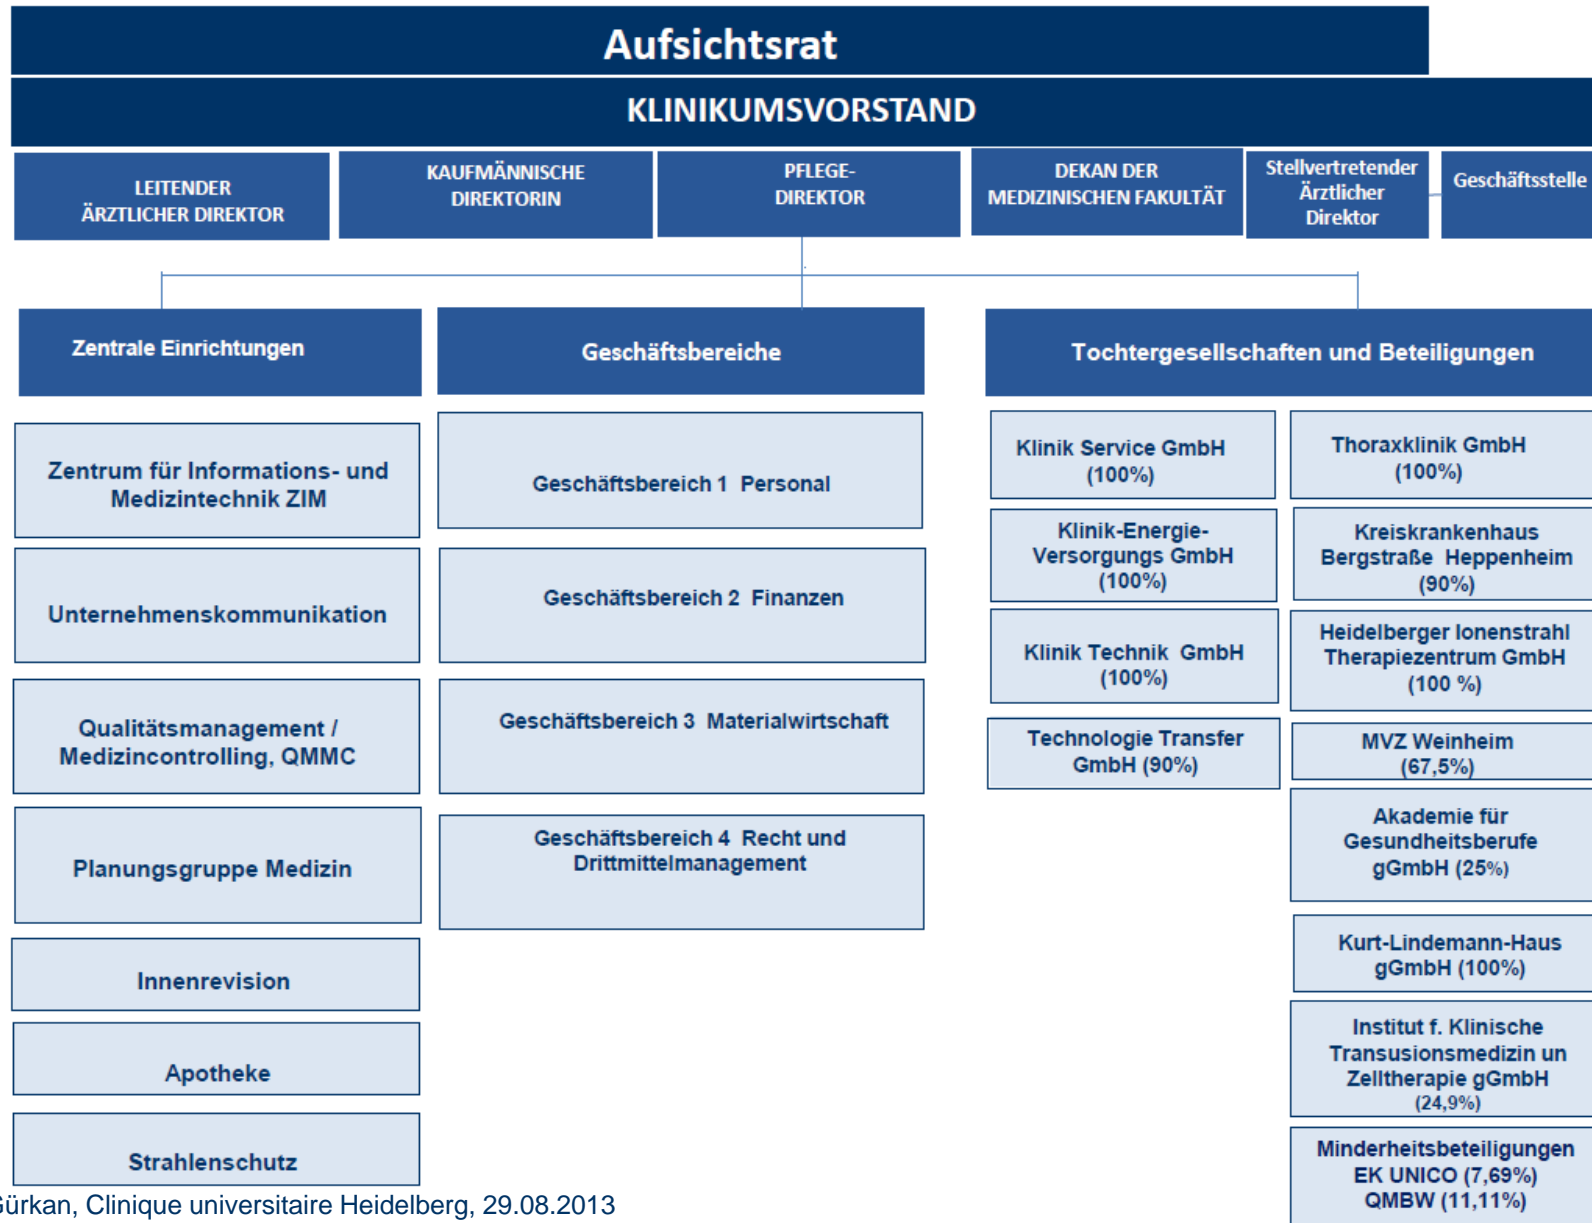 Aufsichtsrat
KLINIKUMSVORSTAND
LEITENDER
ÄRZTLICHER DIREKTOR
KAUFMÄNNISCHE
DIREKTORIN
PFLEGE-
DIREKTOR
DEKAN DER
MEDIZINISCHEN FAKULTÄT
Stellvertretender
Ärztlicher
Direktor
Geschäftsstelle
Zentrale Einrichtungen
Zentrum für Informations- und
Medizintechnik ZIM
Unternehmenskommunikation
Qualitätsmanagement /
Medizincontrolling, QMMC
Planungsgruppe Medizin
Innenrevision
Apotheke
Strahlenschutz
Geschäftsbereiche
Geschäftsbereich 1 Personal
Geschäftsbereich 2 Finanzen
Geschäftsbereich 3 Materialwirtschaft
Geschäftsbereich 4 Recht und
Drittmittelmanagement
Tochtergesellschaften und Beteiligungen
Klinik Service GmbH
(100%)
Klinik-Energie-
Versorgungs GmbH
(100%)
Klinik Technik GmbH
(100%)
Technologie Transfer
GmbH (90%)
Thoraxklinik GmbH
(100%)
Kreiskrankenhaus
Bergstraße Heppenheim
(90%)
Heidelberger Ionenstrahl
Therapiezentrum GmbH
(100 %)
MVZ Weinheim
(67,5%)
Akademie für
Gesundheitsberufe
gGmbH (25%)
Kurt-Lindemann-Haus
gGmbH (100%)
Institut f. Klinische
Transusionsmedizin un
Zelltherapie gGmbH
(24,9%)
Minderheitsbeteiligungen
EK UNICO (7,69%)
QMBW (11,11%)
Gürkan, Clinique universitaire Heidelberg, 29.08.2013